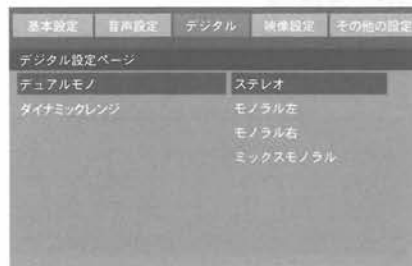 基本設定 音声設定 デジタル 映像設定 その他の設定
デジタル設定ページ
デュアルモノ ステレオ
ダイナミックレンジ モノラル左
モノラル右
ミックスモノラル